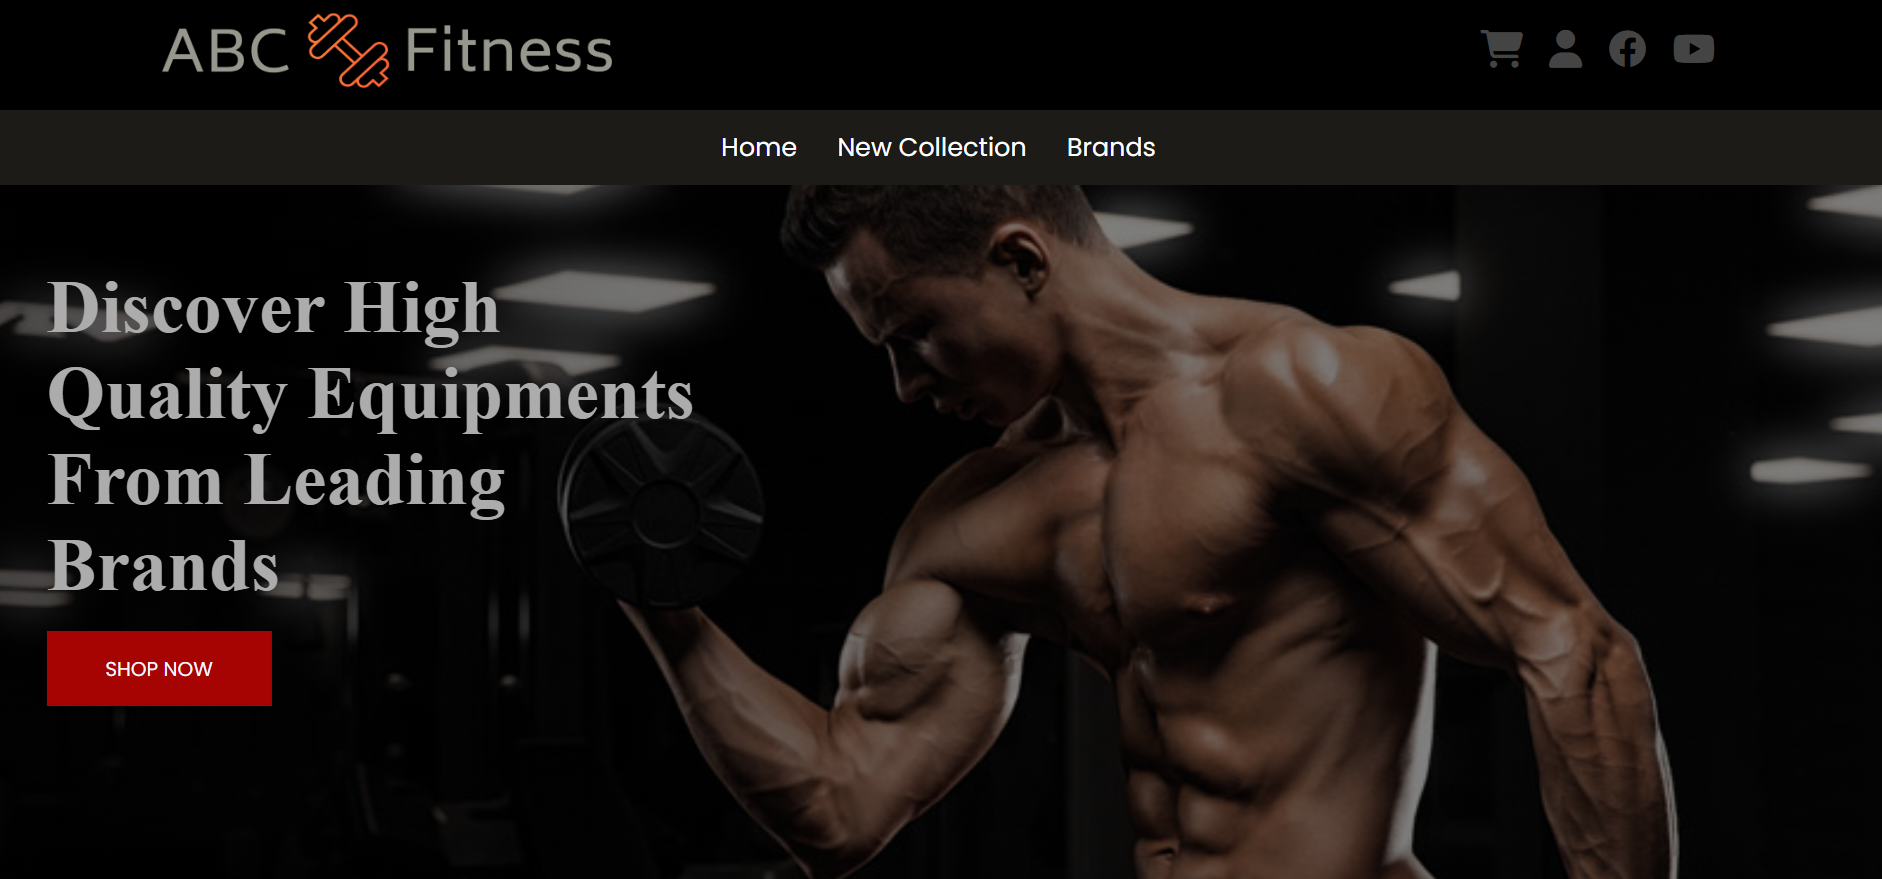 ABC Fitness
Home New Collection Brands
Discover High
Quality Equipments
From Leading
Brands
SHOP NOW